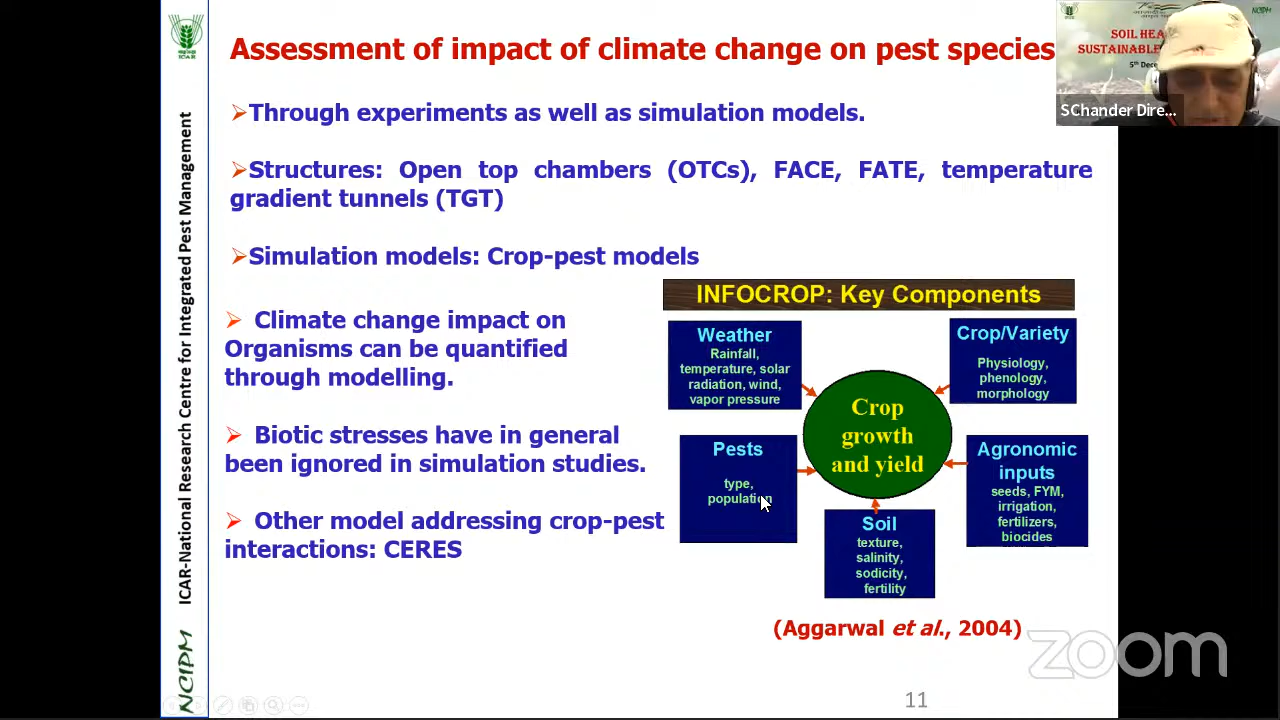 Assessment of impact of climate change on pest species
➢Through experiments as well as simulation models.
➢Structures: Open top chambers (OTCs), FACE, FATE, temperature
gradient tunnels (TGT)
➢Simulation models: Crop-pest models
➢ Climate change impact on
Organisms can be quantified
through modelling.
➢ Biotic stresses have in general
been ignored in simulation studies.
➢ Other model addressing crop-pest
interactions: CERES
INFOCROP: Key Components
Weather
Rainfall,
temperature, solar
radiation, wind,
vapor pressure
Crop/Variety
Physiology,
phenology,
morphology
Crop
growth
and yield
Pests
type,
population
Agronomic
inputs
seeds, FYM,
irrigation,
fertilizers,
biocides
Soil
texture,
salinity,
sodicity,
fertility
(Aggarwal et al., 2004)
11
ICAR-National Research Centre for Integrated Pest Management
NCIPM
ICAR
SOIL HEA
SUSTAINABLE
5th Dece
NCIPM
SChander Dire...
zoom